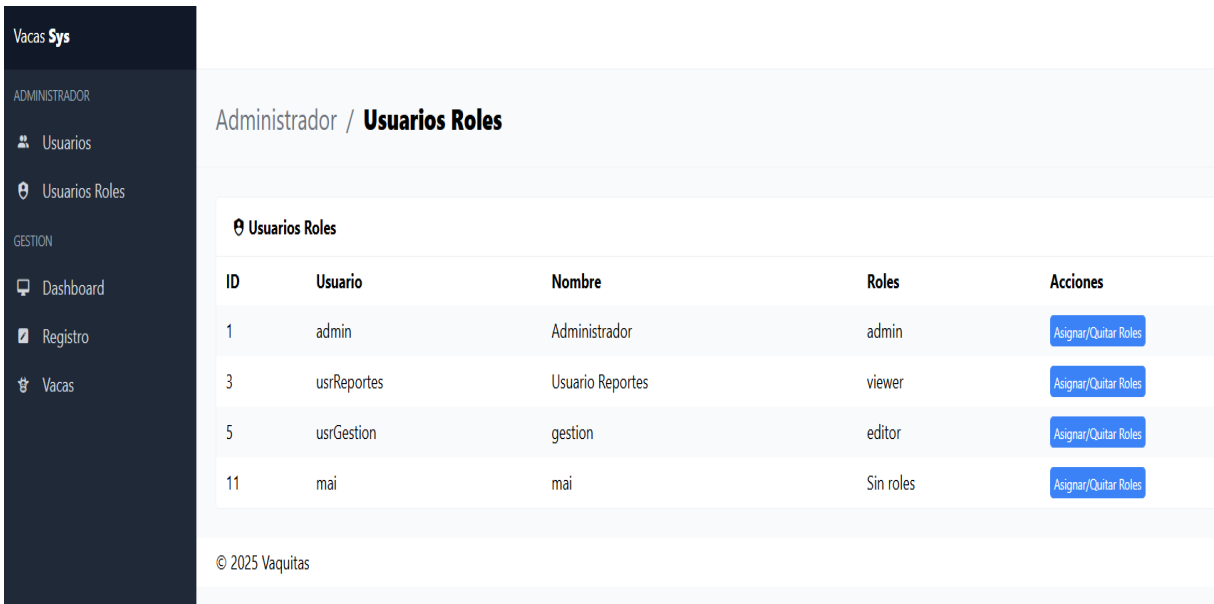 Vacas Sys
ADMINISTRADOR
Usuarios
Usuarios Roles
GESTION
Dashboard
Registro
Vacas
Administrador / Usuarios Roles
Usuarios Roles
ID Usuario Nombre Roles Acciones
1 admin Administrador admin Asignar/Quitar Roles
3 usrReportes Usuario Reportes viewer Asignar/Quitar Roles
5 usrGestion gestion editor Asignar/Quitar Roles
11 mai mai Sin roles Asignar/Quitar Roles
© 2025 Vaquitas